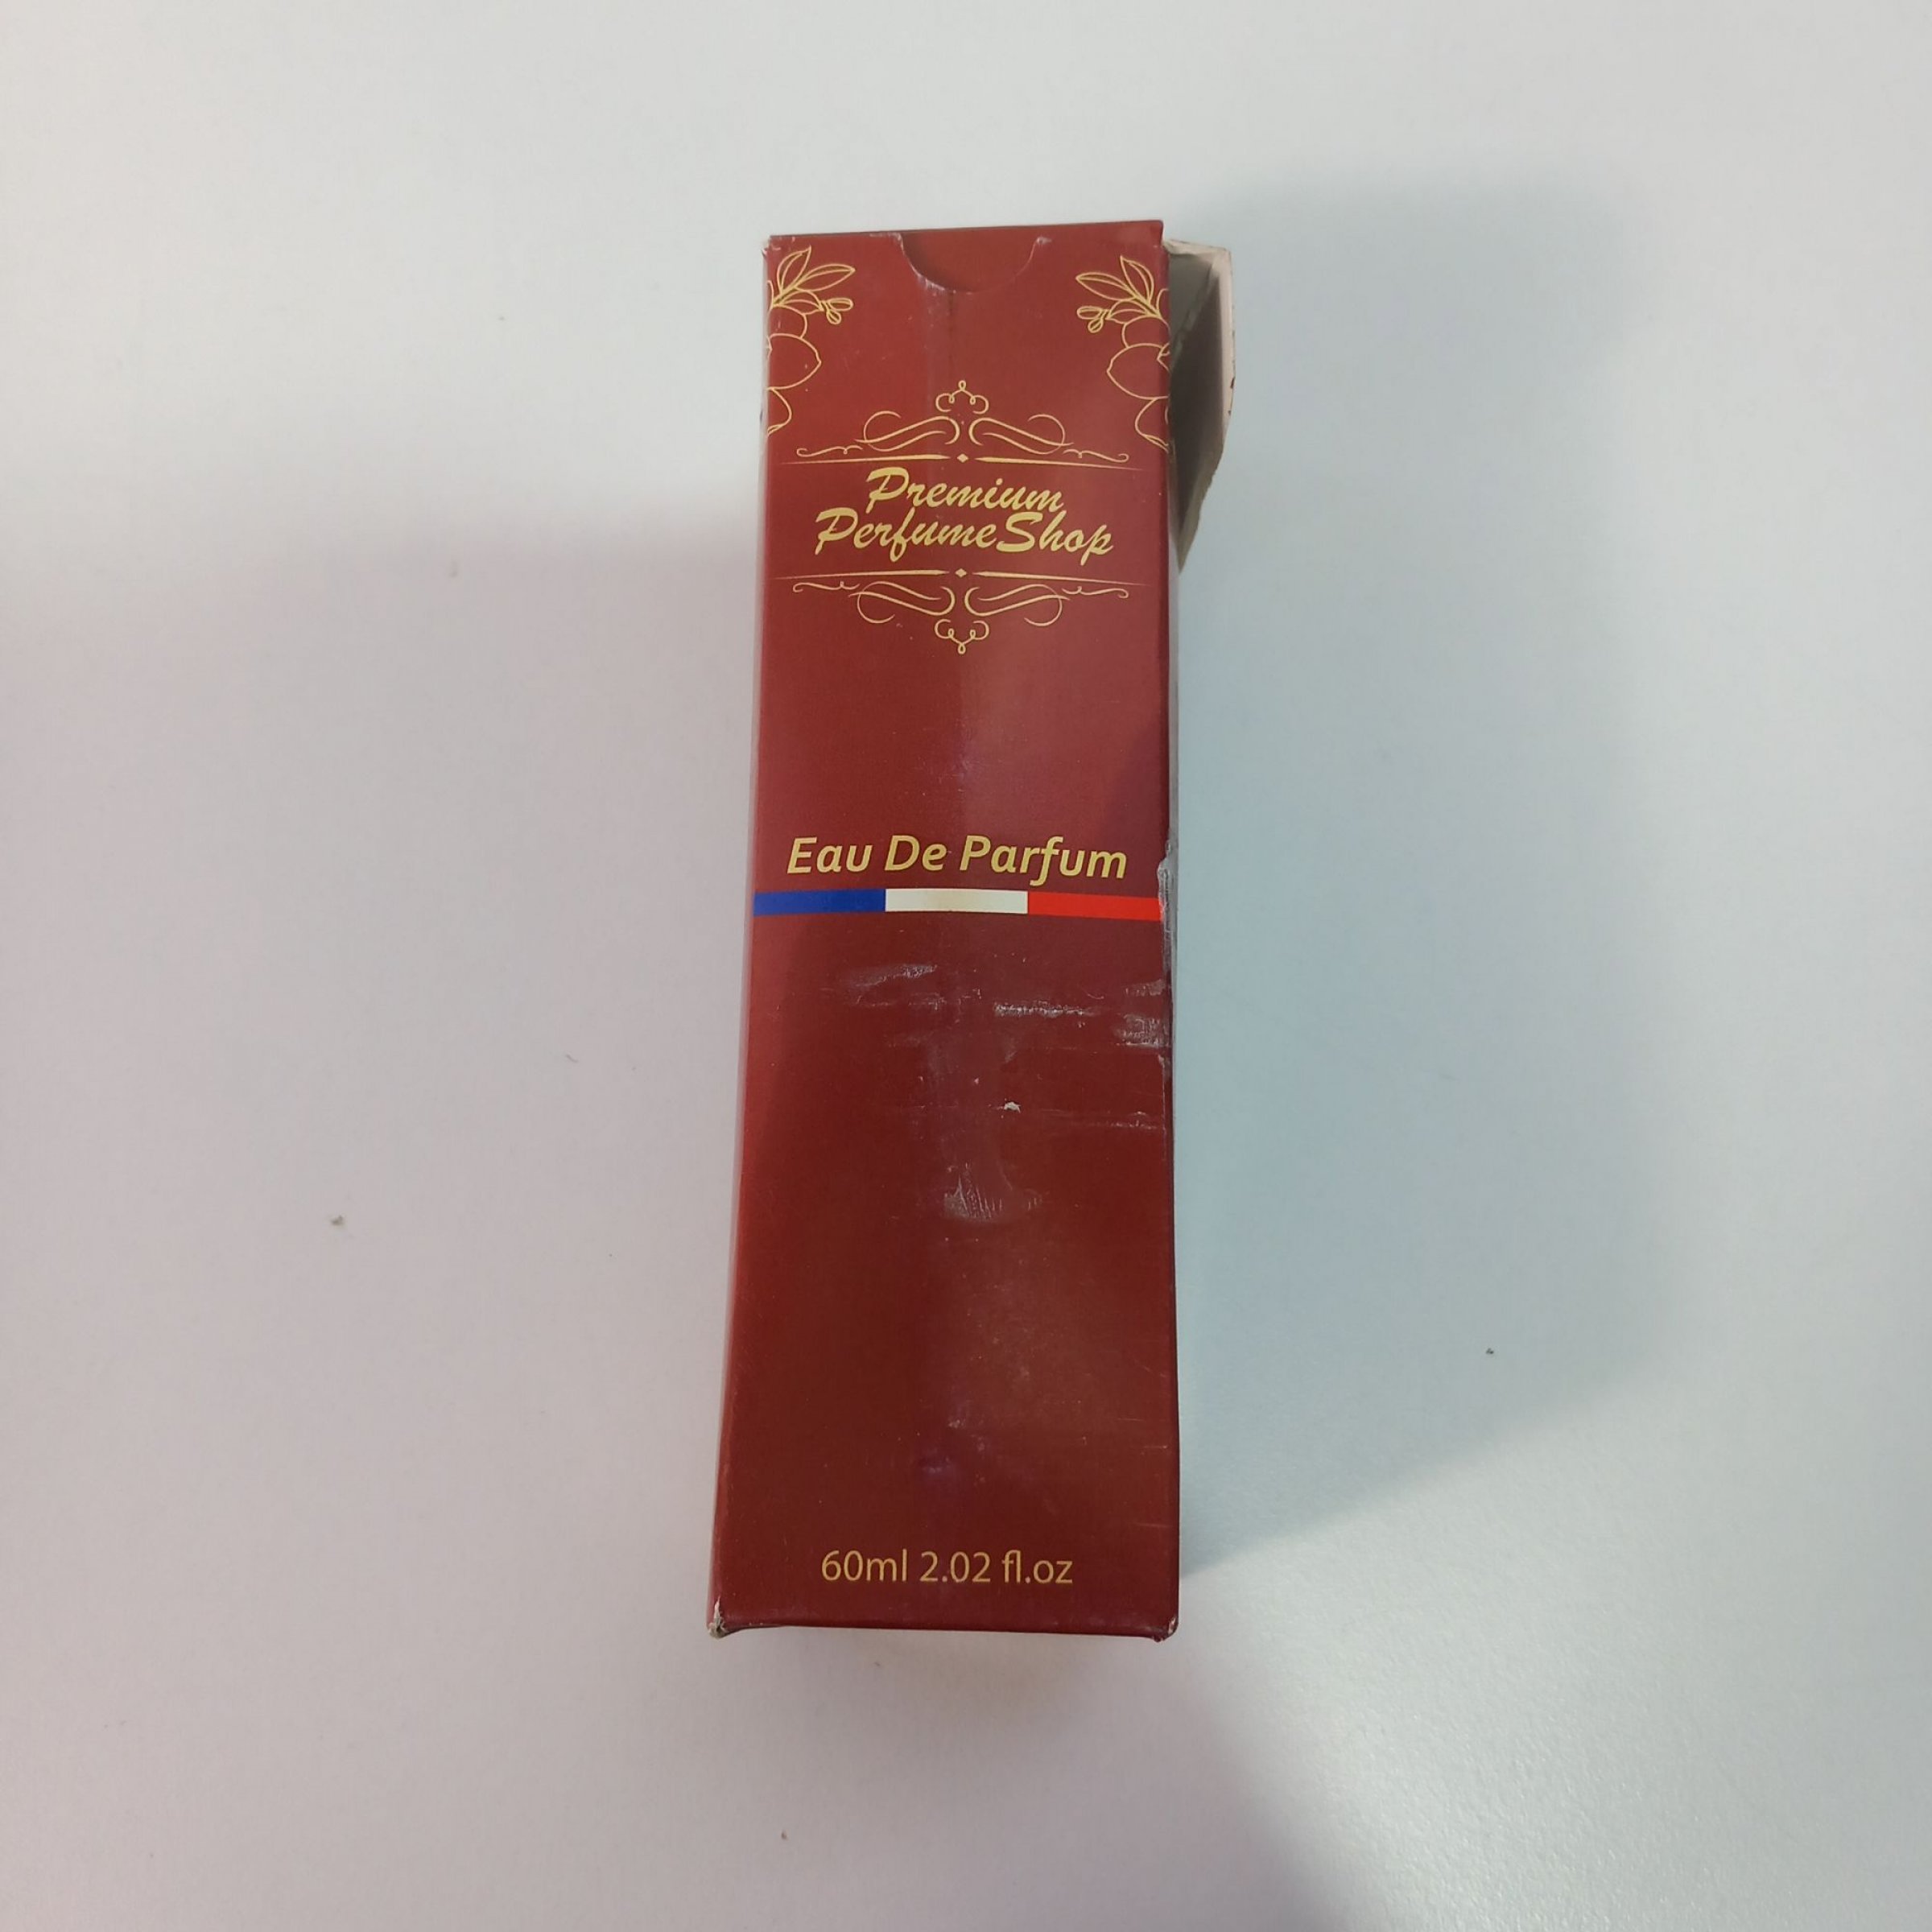 Premium
PerfumeShop
Eau De Parfum
60ml 2.02 fl.oz